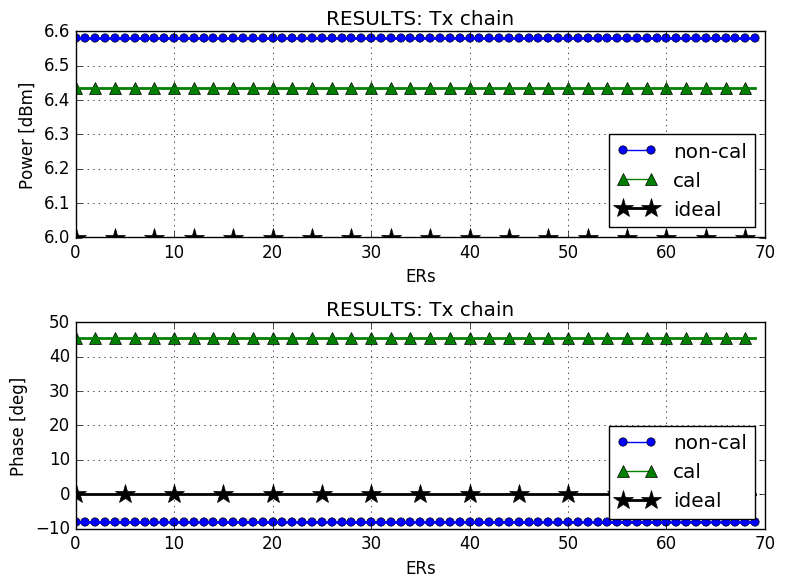 RESULTS: Tx chain
6.6
6.5
6.4
6.3
6.2
6.1
6.0
Power [dBm]
non-cal
cal
ideal
0 10 20 30 40 50 60 70
ERs
RESULTS: Tx chain
50
40
30
20
10
0
−10
Phase [deg]
non-cal
cal
ideal
0 10 20 30 40 50 60 70
ERs